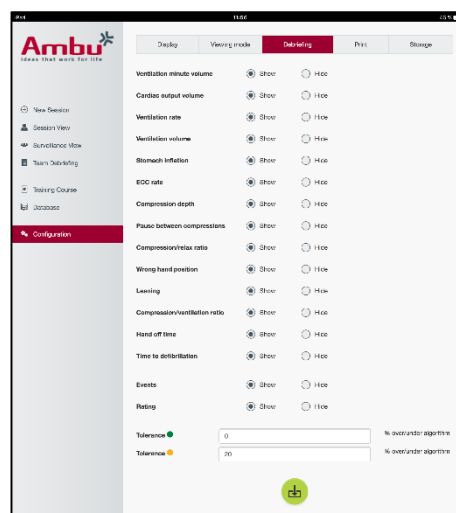 iPad 11.56 65 %
Ambu
Ideas that work for life
Display Viewing mode Debriefing Print Storage
Ventilation minute volume Show Hide
Cardiac output volume Show Hide
New Session
Ventilation rate Show Hide
Session View
Ventilation volume Show Hide
Surveillance View
Stomach inflation Show Hide
Team Debriefing
ECC rate Show Hide
Training Course
Compression depth Show Hide
Database
Pause between compressions Show Hide
Configuration
Compression/relax ratio Show Hide
Wrong hand position Show Hide
Leaning Show Hide
Compression/ventilation ratio Show Hide
Hand off time Show Hide
Time to defibrillation Show Hide
Events Show Hide
Rating Show Hide
Tolerance 0 % over/under algorithm
Tolerance 20 % over/under algorithm